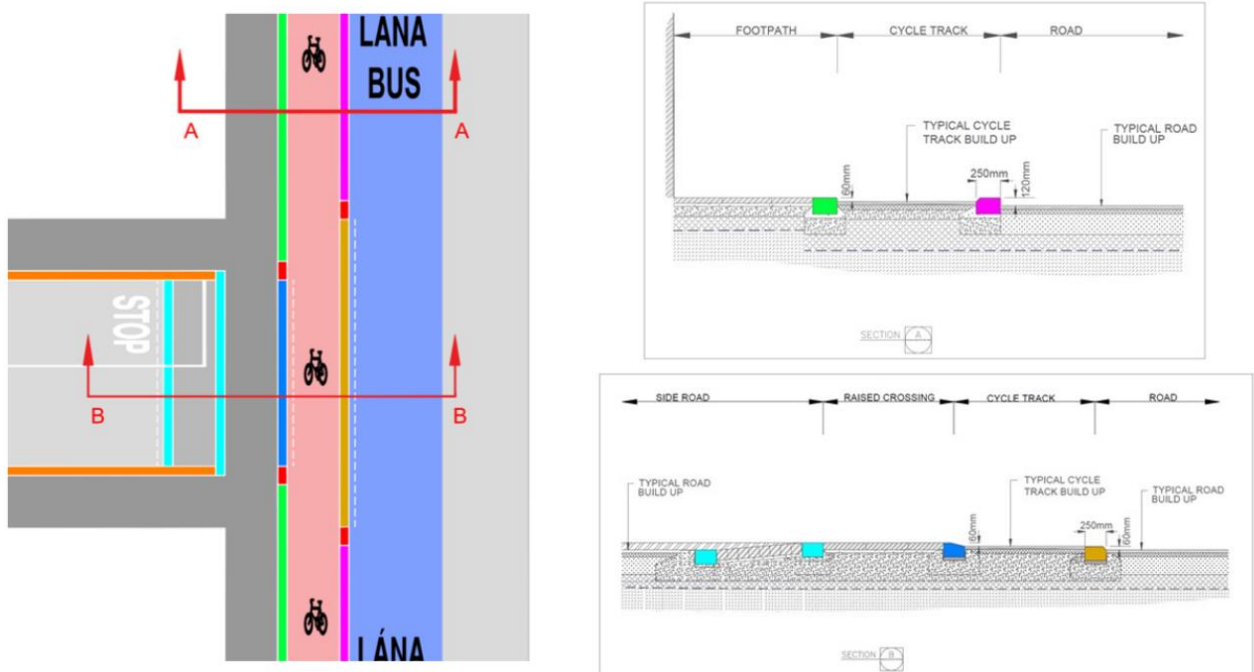 LÁNA
BUS
A
A
STOP
B
B
LÁNA
FOOTPATH
CYCLE TRACK
ROAD
TYPICAL CYCLE
TRACK BUILD UP
TYPICAL ROAD
BUILD UP
60mm
250mm
120mm
SECTION
A
SIDE ROAD
RAISED CROSSING
CYCLE TRACK
ROAD
TYPICAL ROAD
BUILD UP
TYPICAL CYCLE
TRACK BUILD UP
TYPICAL ROAD
BUILD UP
60mm
250mm
60mm
SECTION
B